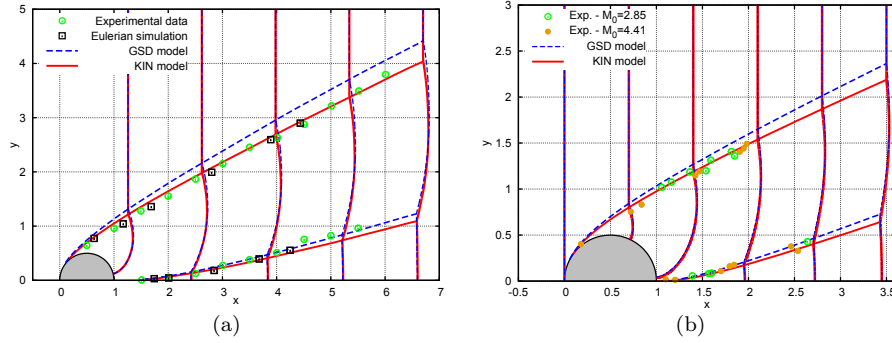 Experimental data
Eulerian simulation
GSD model
KIN model
5
4
3
2
1
0
y
0 1 2 3 4 5 6 7
x
(a)
Exp. - M0=2.85
Exp. - M0=4.41
GSD model
KIN model
3
2.5
2
1.5
1
0.5
0
y
-0.5 0 0.5 1 1.5 2 2.5 3 3.5
x
(b)